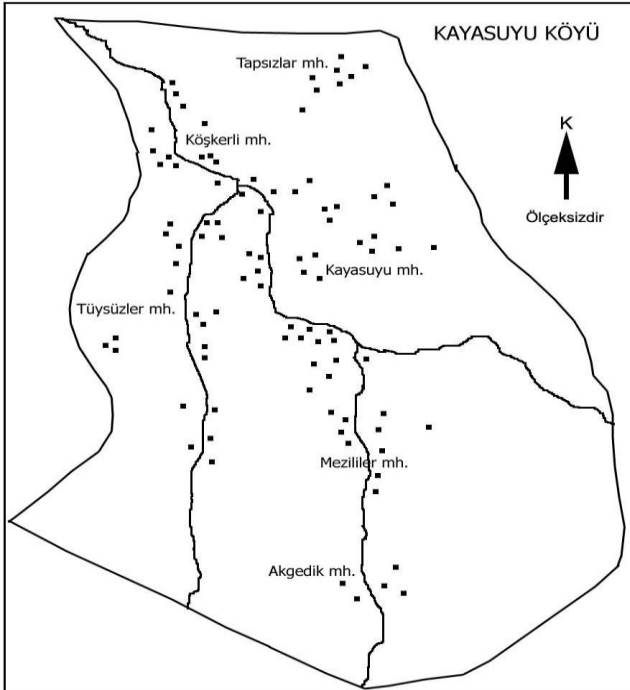 KAYASUYU KÖYÜ
Tapsızlar mh.
K
Köşkerli mh.
Ölçeksizdir
Kayasuyu mh.
Tüysüzler mh.
Mezililer mh.
Akgedik mh.